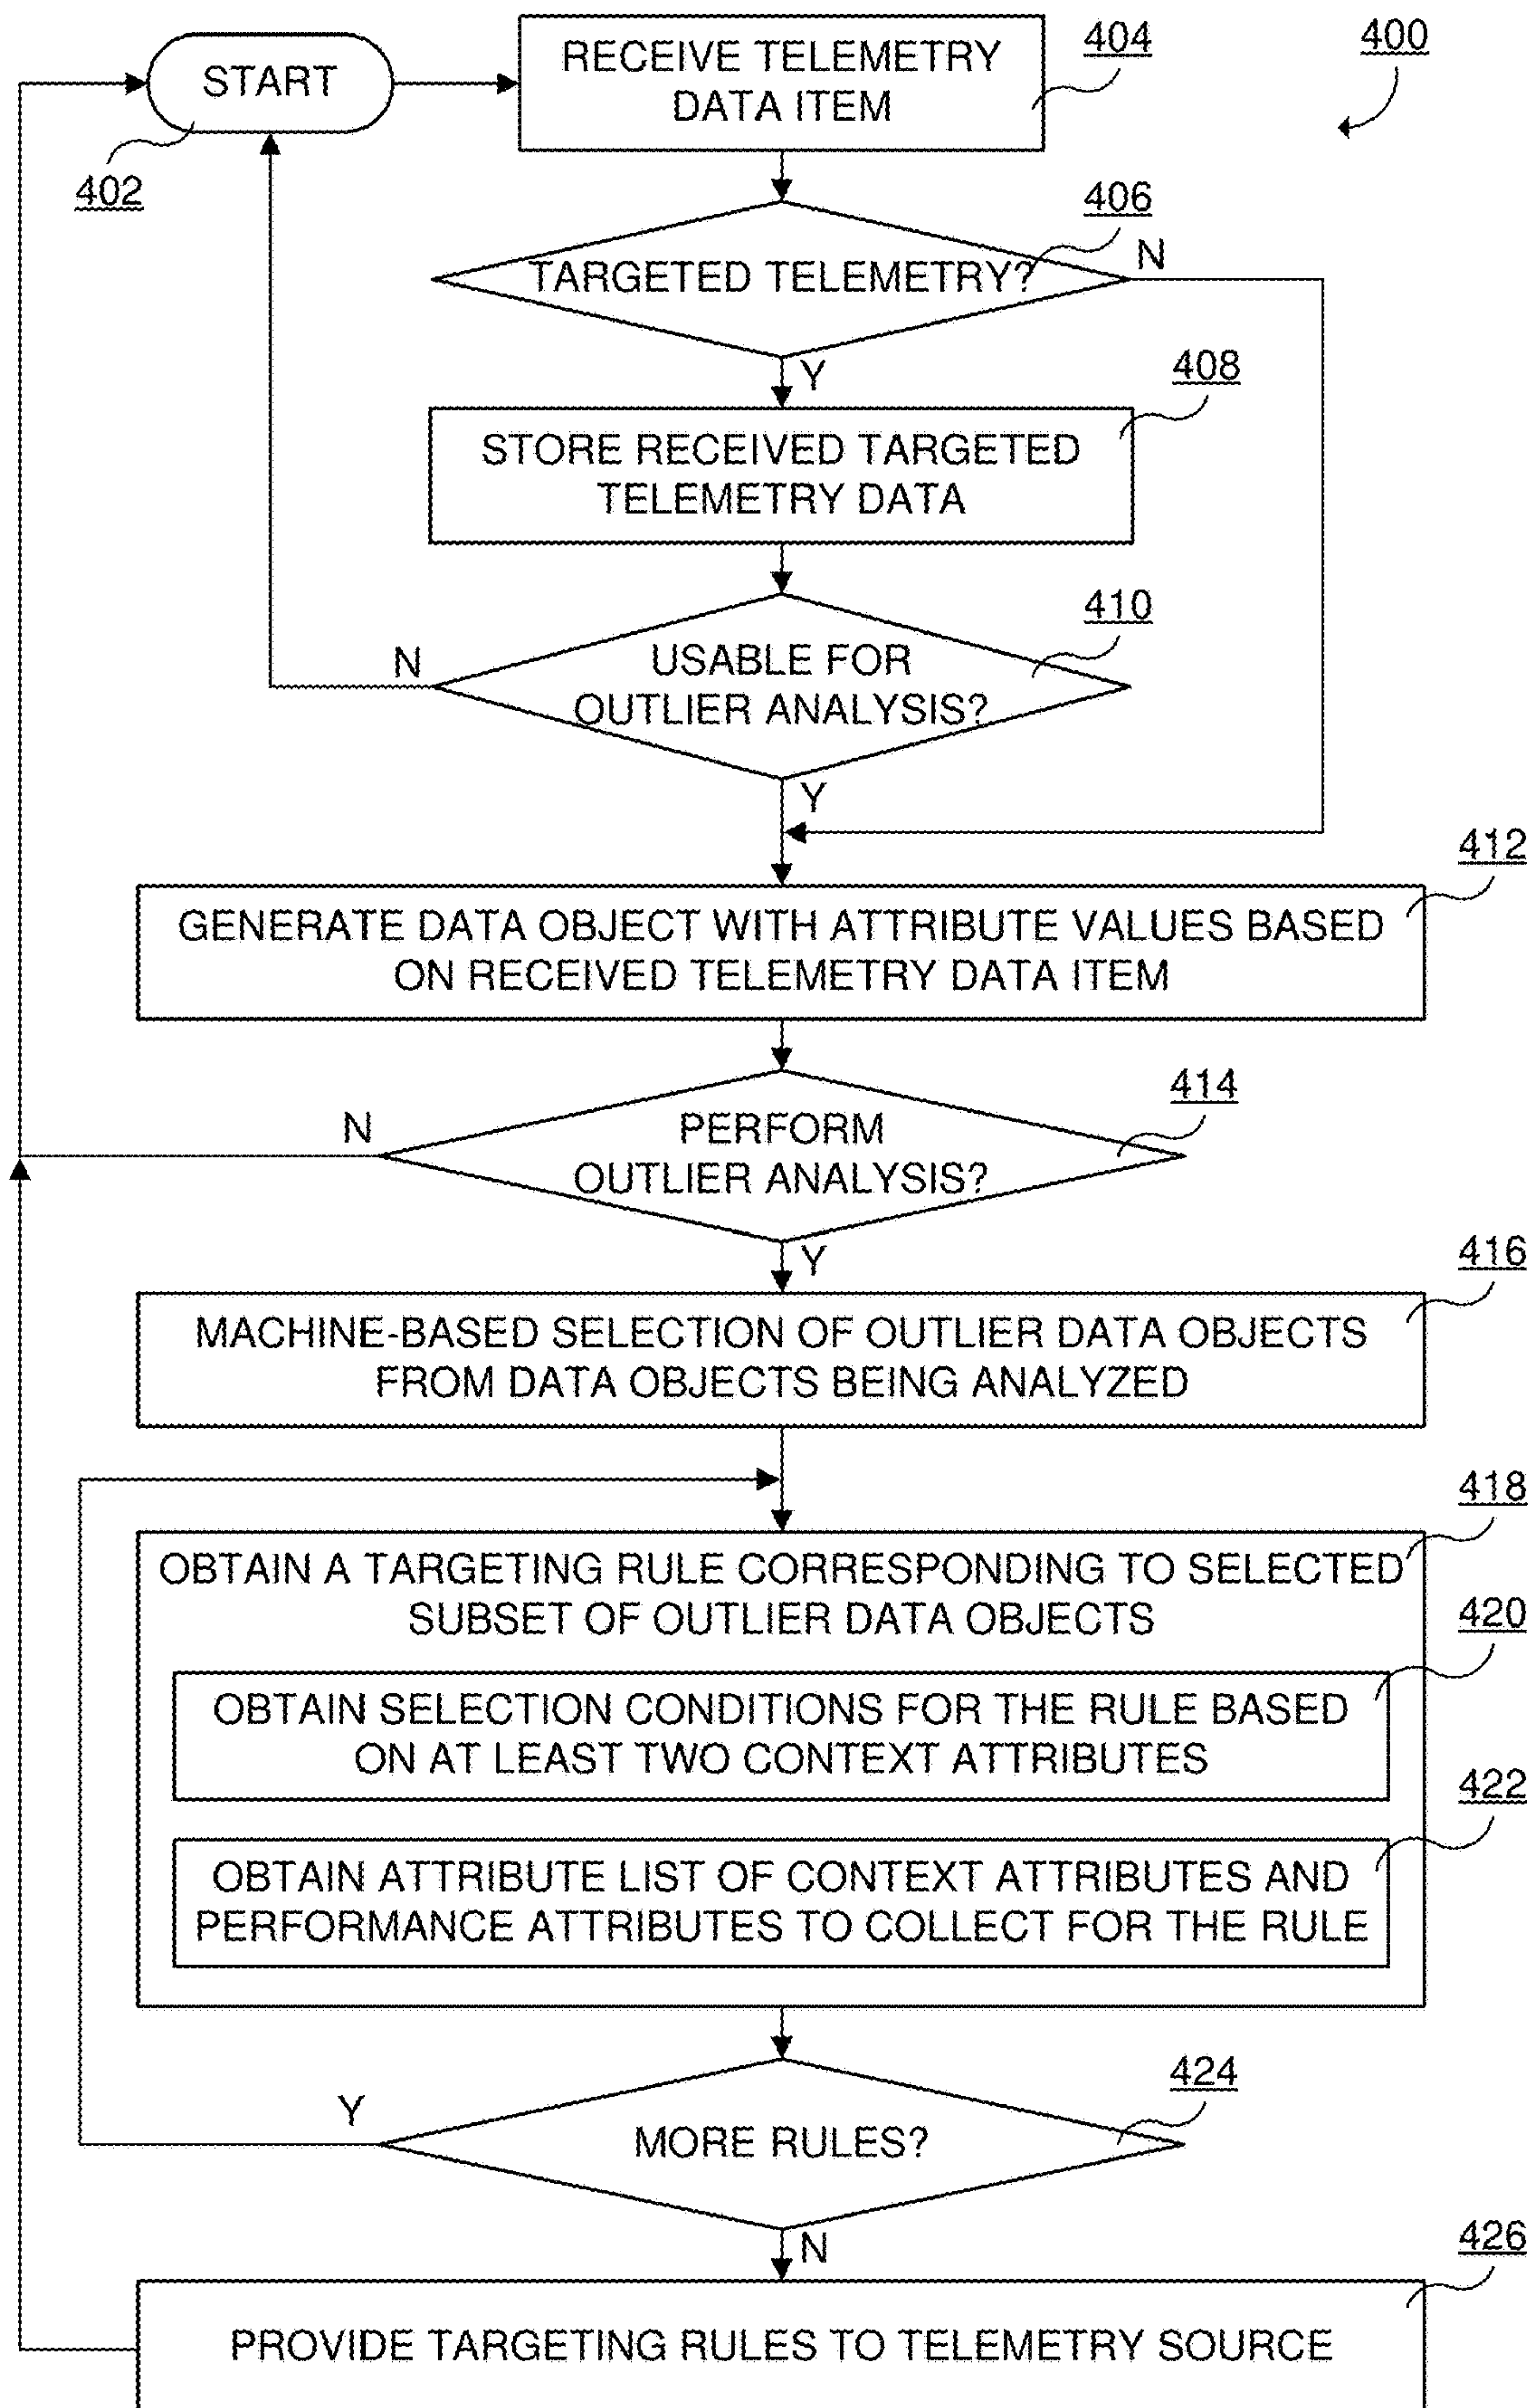 START
402
RECEIVE TELEMETRY
DATA ITEM
404
400
TARGETED TELEMETRY?
406
N
Y
STORE RECEIVED TARGETED
TELEMETRY DATA
408
USABLE FOR
OUTLIER ANALYSIS?
410
N
Y
GENERATE DATA OBJECT WITH ATTRIBUTE VALUES BASED
ON RECEIVED TELEMETRY DATA ITEM
412
PERFORM
OUTLIER ANALYSIS?
414
N
Y
MACHINE-BASED SELECTION OF OUTLIER DATA OBJECTS
FROM DATA OBJECTS BEING ANALYZED
416
OBTAIN A TARGETING RULE CORRESPONDING TO SELECTED
SUBSET OF OUTLIER DATA OBJECTS
418
OBTAIN SELECTION CONDITIONS FOR THE RULE BASED
ON AT LEAST TWO CONTEXT ATTRIBUTES
420
OBTAIN ATTRIBUTE LIST OF CONTEXT ATTRIBUTES AND
PERFORMANCE ATTRIBUTES TO COLLECT FOR THE RULE
422
MORE RULES?
424
Y
N
PROVIDE TARGETING RULES TO TELEMETRY SOURCE
426